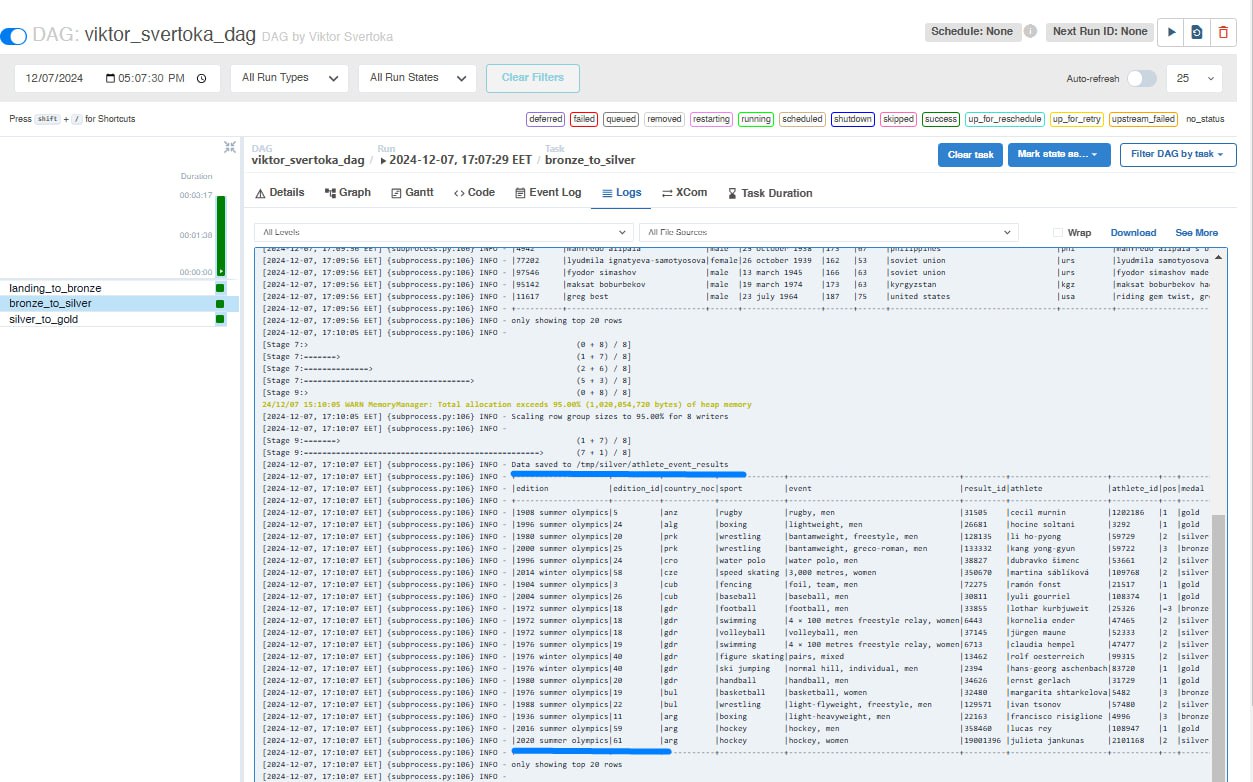 DAG: viktor_svertoka_dag DAG by Viktor Svertoka Schedule: None i Next Run ID: None
12/07/2024 05:07:30 PM All Run Types All Run States Clear Filters Auto-refresh 25
Press shift + / for Shortcuts deferred failed queued removed restarting running scheduled shutdown skipped success up_for_reschedule up_for_retry upstream_failed no_status
Duration
00:03:17
00:01:38
00:00:00
landing_to_bronze
bronze_to_silver
silver_to_gold
DAG Run Task
viktor_svertoka_dag / 2024-12-07, 17:07:29 EET / bronze_to_silver
Clear task Mark state as... Filter DAG by task
Details Graph Gantt Code Event Log Logs XCom Task Duration
All Levels All File Sources Wrap Download See More
[2024-12-07, 17:09:56 EET] {subprocess.py:106} INFO - |4942 |manfredo alipala |male |25 october 1938 |173 |67 |philippines |phi |manfredo alipala's b
[2024-12-07, 17:09:56 EET] {subprocess.py:106} INFO - |77202 |lyudmila ignatyeva-samotyosova|female|26 october 1939 |162 |53 |soviet union |urs |lyudmila samotyosova
[2024-12-07, 17:09:56 EET] {subprocess.py:106} INFO - |97546 |fyodor simashov |male |13 march 1945 |166 |63 |soviet union |urs |fyodor simashov made
[2024-12-07, 17:09:56 EET] {subprocess.py:106} INFO - |95142 |maksat boburbekov |male |19 march 1974 |173 |63 |kyrgyzstan |kgz |maksat boburbekov ha
[2024-12-07, 17:09:56 EET] {subprocess.py:106} INFO - |11617 |greg best |male |23 july 1964 |187 |75 |united states |usa |riding gem twist, gr
[2024-12-07, 17:09:56 EET] {subprocess.py:106} INFO - +-------+------------------------------+------+----------------+------+------+--------------------+-----------+--------------------
[2024-12-07, 17:09:56 EET] {subprocess.py:106} INFO - only showing top 20 rows
[2024-12-07, 17:10:05 EET] {subprocess.py:106} INFO -
[Stage 7:> (0 + 8) / 8]
[Stage 7:=======> (1 + 7) / 8]
[Stage 7:==============> (2 + 6) / 8]
[Stage 7:====================================> (5 + 3) / 8]
[Stage 9:> (0 + 8) / 8]
24/12/07 15:10:05 WARN MemoryManager: Total allocation exceeds 95.00% (1,020,054,720 bytes) of heap memory
[2024-12-07, 17:10:05 EET] {subprocess.py:106} INFO - Scaling row group sizes to 95.00% for 8 writers
[2024-12-07, 17:10:07 EET] {subprocess.py:106} INFO -
[Stage 9:=======> (1 + 7) / 8]
[Stage 9:===================================================> (7 + 1) / 8]
[2024-12-07, 17:10:07 EET] {subprocess.py:106} INFO - Data saved to /tmp/silver/athlete_event_results
[2024-12-07, 17:10:07 EET] {subprocess.py:106} INFO - +--------------------+----------+-----------+--------------+------------------------------------+---------+--------------------+----------+---+------
[2024-12-07, 17:10:07 EET] {subprocess.py:106} INFO - |edition |edition_id|country_noc|sport |event |result_id|athlete |athlete_id|pos|medal
[2024-12-07, 17:10:07 EET] {subprocess.py:106} INFO - +--------------------+----------+-----------+--------------+------------------------------------+---------+--------------------+----------+---+------
[2024-12-07, 17:10:07 EET] {subprocess.py:106} INFO - |1908 summer olympics|5 |anz |rugby |rugby, men |31505 |cecil murnin |1202186 |1 |gold
[2024-12-07, 17:10:07 EET] {subprocess.py:106} INFO - |1996 summer olympics|24 |alg |boxing |lightweight, men |26681 |hocine soltani |3292 |1 |gold
[2024-12-07, 17:10:07 EET] {subprocess.py:106} INFO - |1980 summer olympics|20 |prk |wrestling |bantamweight, freestyle, men |128135 |li ho-pyong |59729 |2 |silver
[2024-12-07, 17:10:07 EET] {subprocess.py:106} INFO - |2000 summer olympics|25 |prk |wrestling |bantamweight, greco-roman, men |133332 |kang yong-gyun |59722 |3 |bronze
[2024-12-07, 17:10:07 EET] {subprocess.py:106} INFO - |1996 summer olympics|24 |cro |water polo |water polo, men |38827 |dubravko šimenc |53661 |2 |silver
[2024-12-07, 17:10:07 EET] {subprocess.py:106} INFO - |2014 winter olympics|58 |cze |speed skating |3,000 metres, women |350670 |martina sáblíková |109768 |2 |silver
[2024-12-07, 17:10:07 EET] {subprocess.py:106} INFO - |1904 summer olympics|3 |cub |fencing |foil, team, men |72275 |ramón fonst |21517 |1 |gold
[2024-12-07, 17:10:07 EET] {subprocess.py:106} INFO - |2004 summer olympics|26 |cub |baseball |baseball, men |30811 |yuli gourriel |108374 |1 |gold
[2024-12-07, 17:10:07 EET] {subprocess.py:106} INFO - |1972 summer olympics|18 |gdr |football |football, men |33855 |lothar kurbjuweit |25326 |=3 |bronze
[2024-12-07, 17:10:07 EET] {subprocess.py:106} INFO - |1972 summer olympics|18 |gdr |swimming |4 × 100 metres freestyle relay, women|6443 |kornelia ender |47465 |2 |silver
[2024-12-07, 17:10:07 EET] {subprocess.py:106} INFO - |1972 summer olympics|18 |gdr |volleyball |volleyball, men |37145 |jürgen maune |52333 |2 |silver
[2024-12-07, 17:10:07 EET] {subprocess.py:106} INFO - |1976 summer olympics|19 |gdr |swimming |4 × 100 metres freestyle relay, women|6713 |claudia hempel |47477 |2 |silver
[2024-12-07, 17:10:07 EET] {subprocess.py:106} INFO - |1976 winter olympics|40 |gdr |figure skating|pairs, mixed |13462 |rolf oesterreich |99315 |2 |silver
[2024-12-07, 17:10:07 EET] {subprocess.py:106} INFO - |1976 winter olympics|40 |gdr |ski jumping |normal hill, individual, men |2394 |hans-georg aschenbach|83720 |1 |gold
[2024-12-07, 17:10:07 EET] {subprocess.py:106} INFO - |1980 summer olympics|20 |gdr |handball |handball, men |34626 |ernst gerlach |31729 |1 |gold
[2024-12-07, 17:10:07 EET] {subprocess.py:106} INFO - |1976 summer olympics|19 |bul |basketball |basketball, women |32480 |margarita shtarkelova|5482 |3 |bronze
[2024-12-07, 17:10:07 EET] {subprocess.py:106} INFO - |1988 summer olympics|22 |bul |wrestling |light-flyweight, freestyle, men |129571 |ivan tsonov |57480 |2 |silver
[2024-12-07, 17:10:07 EET] {subprocess.py:106} INFO - |1936 summer olympics|11 |arg |boxing |light-heavyweight, men |22163 |francisco risiglione |4996 |3 |bronze
[2024-12-07, 17:10:07 EET] {subprocess.py:106} INFO - |2016 summer olympics|59 |arg |hockey |hockey, men |358460 |lucas rey |108947 |1 |gold
[2024-12-07, 17:10:07 EET] {subprocess.py:106} INFO - |2020 summer olympics|61 |arg |hockey |hockey, women |19001396 |julieta jankunas |2101168 |2 |silver
[2024-12-07, 17:10:07 EET] {subprocess.py:106} INFO - +--------------------+----------+-----------+--------------+------------------------------------+---------+--------------------+----------+---+------
[2024-12-07, 17:10:07 EET] {subprocess.py:106} INFO - only showing top 20 rows
[2024-12-07, 17:10:07 EET] {subprocess.py:106} INFO -